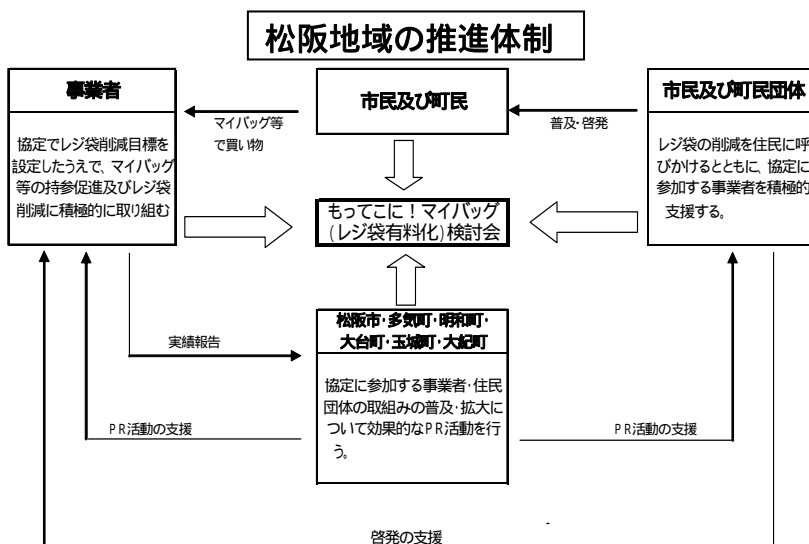 松阪地域の推進体制
事業者
協定でレジ袋削減目標を
設定したうえで、マイバッグ
等の持参促進及びレジ袋
削減に積極的に取り組む
マイバッグ等
で買い物
市民及び町民
普及・啓発
市民及び町民団体
レジ袋の削減を住民に呼
びかけるとともに、協定に
参加する事業者を積極的
支援する。
もってこに！マイバッグ
(レジ袋有料化)検討会
実績報告
松阪市・多気町・明和町・
大台町・玉城町・大紀町
協定に参加する事業者・住民
団体の取組みの普及・拡大に
ついて効果的なPR活動を行
う。
PR活動の支援
PR活動の支援
啓発の支援